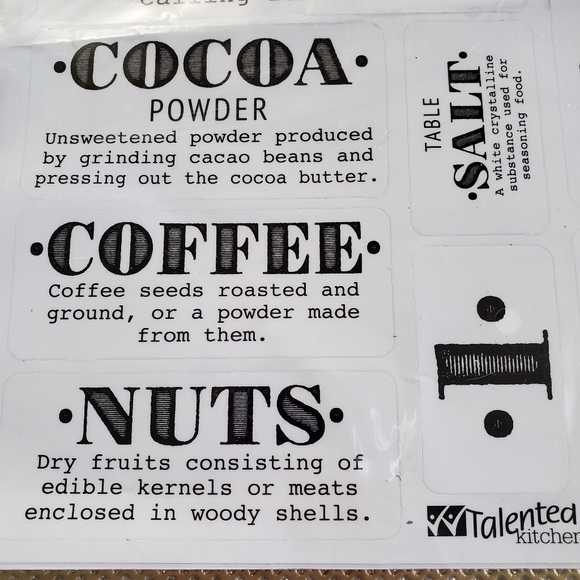 ·COCOA·
POWDER
Unsweetened powder produced
by grinding cacao beans and
pressing out the cocoa butter.
·COFFEE·
Coffee seeds roasted and
ground, or a powder made
from them.
·NUTS·
Dry fruits consisting of
edible kernels or meats
enclosed in woody shells.
TABLE
·SALT·
A white crystalline
substance used for
seasoning food.
·I·
Talented
kitchen